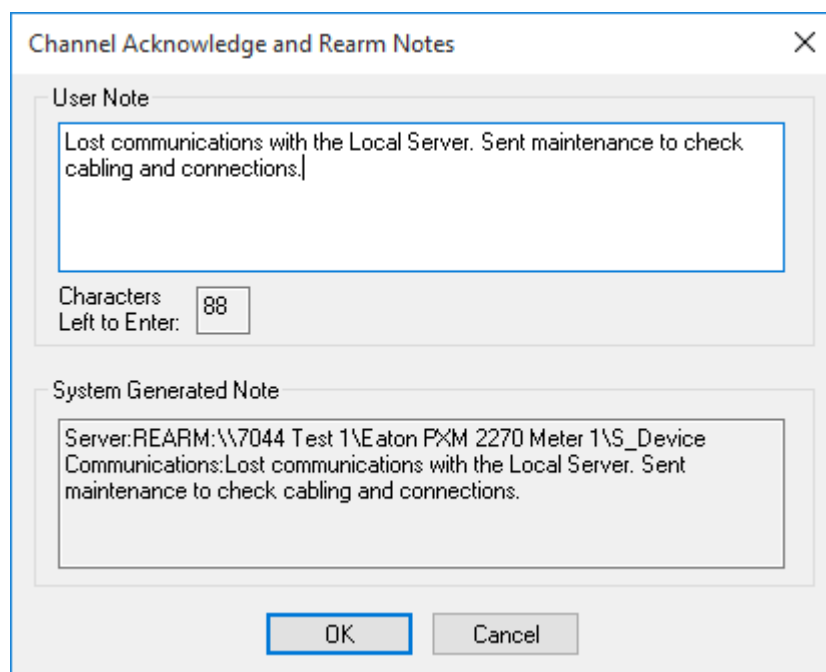 Channel Acknowledge and Rearm Notes
User Note
Lost communications with the Local Server. Sent maintenance to check
cabling and connections.
Characters
Left to Enter:
88
System Generated Note
Server:REARM:\\7044 Test 1\Eaton PXM 2270 Meter 1\S_Device
Communications:Lost communications with the Local Server. Sent
maintenance to check cabling and connections.
OK
Cancel